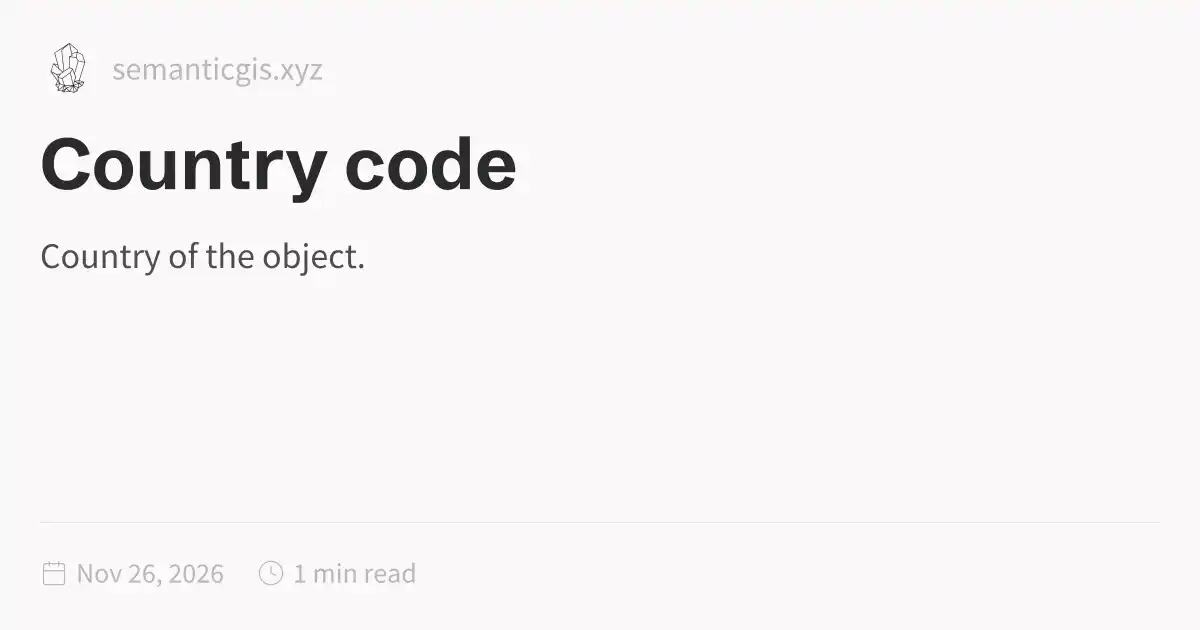 semanticgis.xyz
Country code
Country of the object.
Nov 26, 2026 1 min read